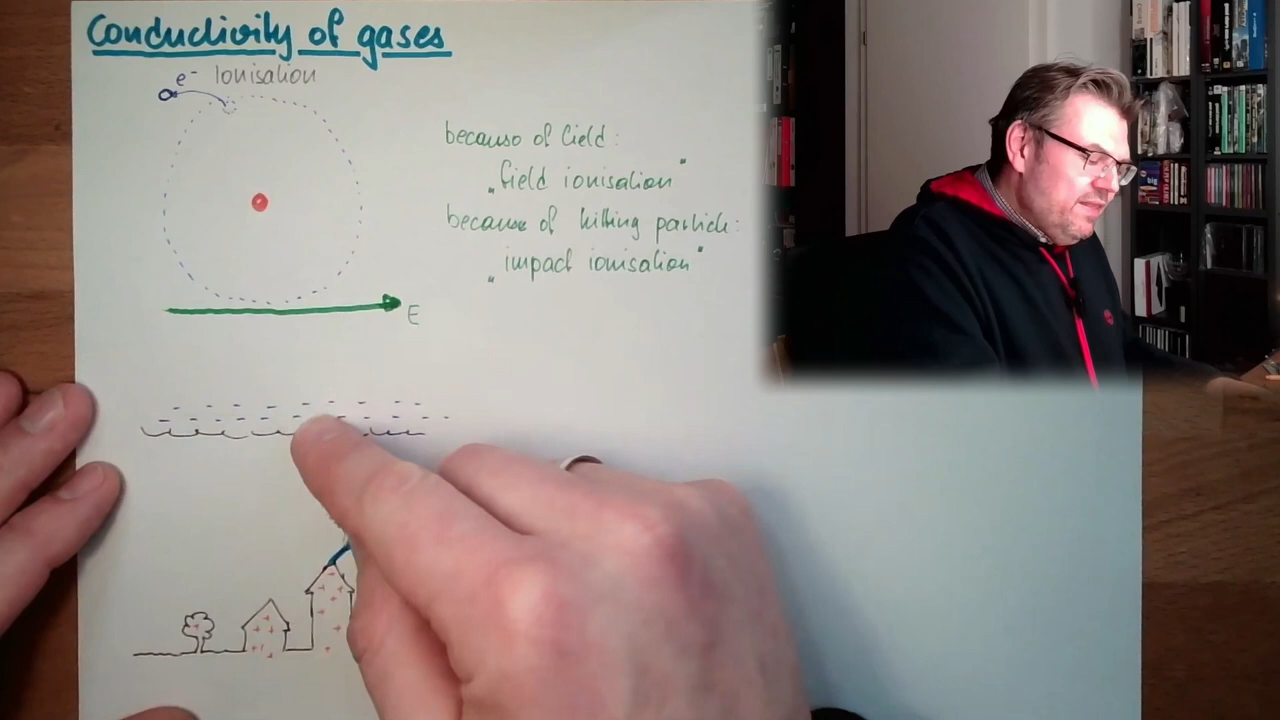 Conductivity of gases
e⁻ Ionisation
because of field:
„field ionisation"
because of hitting particle:
„impact ionisation"
E